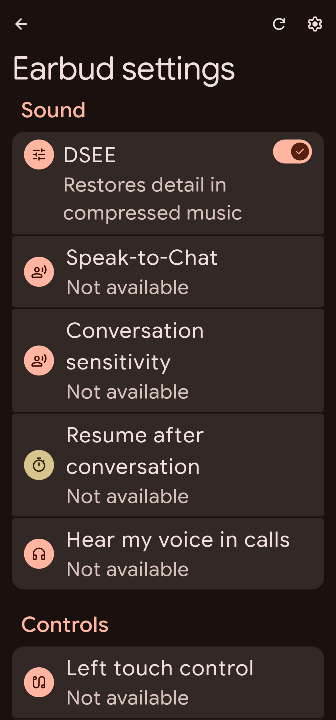 Earbud settings
Sound
DSEE
Restores detail in
compressed music
Speak-to-Chat
Not available
Conversation
sensitivity
Not available
Resume after
conversation
Not available
Hear my voice in calls
Not available
Controls
Left touch control
Not available